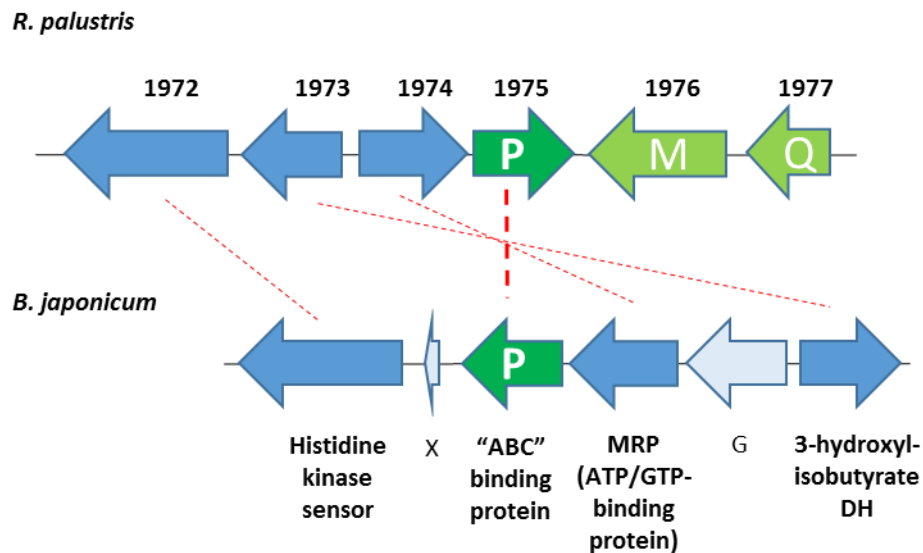 R. palustris
1972 1973 1974 1975 1976 1977
P M Q
B. japonicum
P
Histidine X “ABC” MRP G 3-hydroxyl-
kinase binding (ATP/GTP- isobutyrate
sensor protein binding DH
protein)